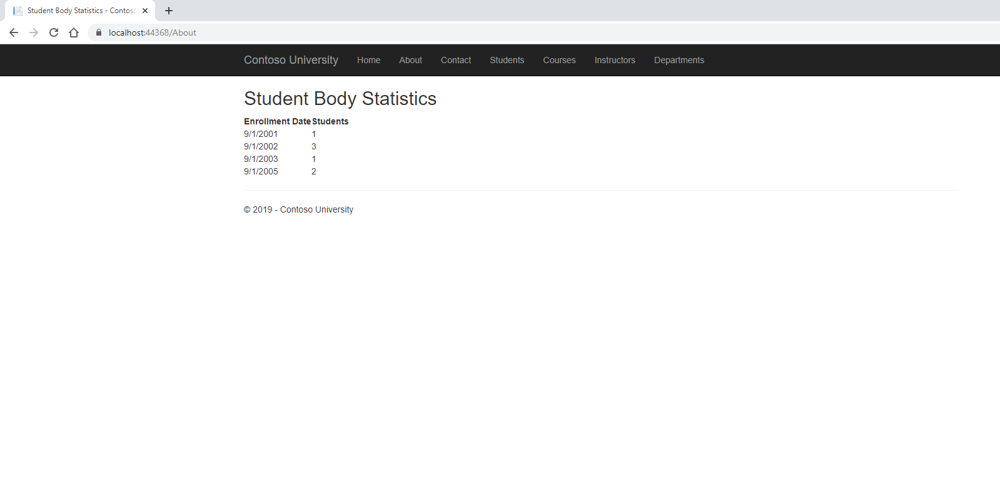 Student Body Statistics - Contoso
localhost:44368/About
Contoso University Home About Contact Students Courses Instructors Departments
Student Body Statistics
Enrollment Date Students
9/1/2001 1
9/1/2002 3
9/1/2003 1
9/1/2005 2
© 2019 - Contoso University